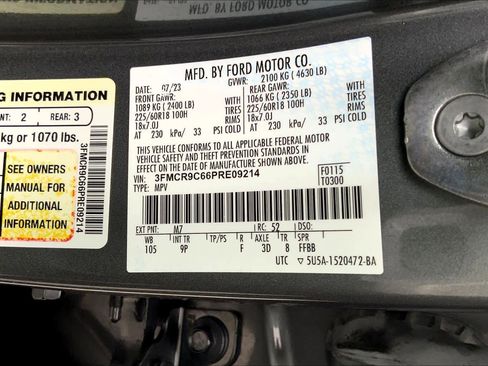 MFD. BY FORD MOTOR CO.
DATE: 07/23 GVWR: 2100 KG ( 4630 LB)
FRONT GAWR: REAR GAWR:
1089 KG ( 2400 LB) WITH 1066 KG ( 2350 LB) WITH
225/60R18 100H TIRES 225/60R18 100H TIRES
18x7.0J RIMS 18x7.0J RIMS
AT 230 kPa/ 33 PSI COLD AT 230 kPa/ 33 PSI COLD
THIS VEHICLE CONFORMS TO ALL APPLICABLE FEDERAL MOTOR
VEHICLE SAFETY AND THEFT PREVENTION STANDARDS IN EFFECT
ON THE DATE OF MANUFACTURE SHOWN ABOVE.
VIN: 3FMCR9C66PRE09214
TYPE: MPV
F0115
T0300
EXT PNT: M7 RC: 52 DSO:
WB INT TR TP/PS R AXLE TR SPR
105 9P F 3D 8 FFBB
UTC ▽ 5U5A-1520472-BA
G INFORMATION
NT: 2 REAR: 3
kg or 1070 lbs.
SEE OWNERS
MANUAL FOR
ADDITIONAL
INFORMATION
3FMCR9C66PRE09214
MFD. BY FORD MOTOR CO.